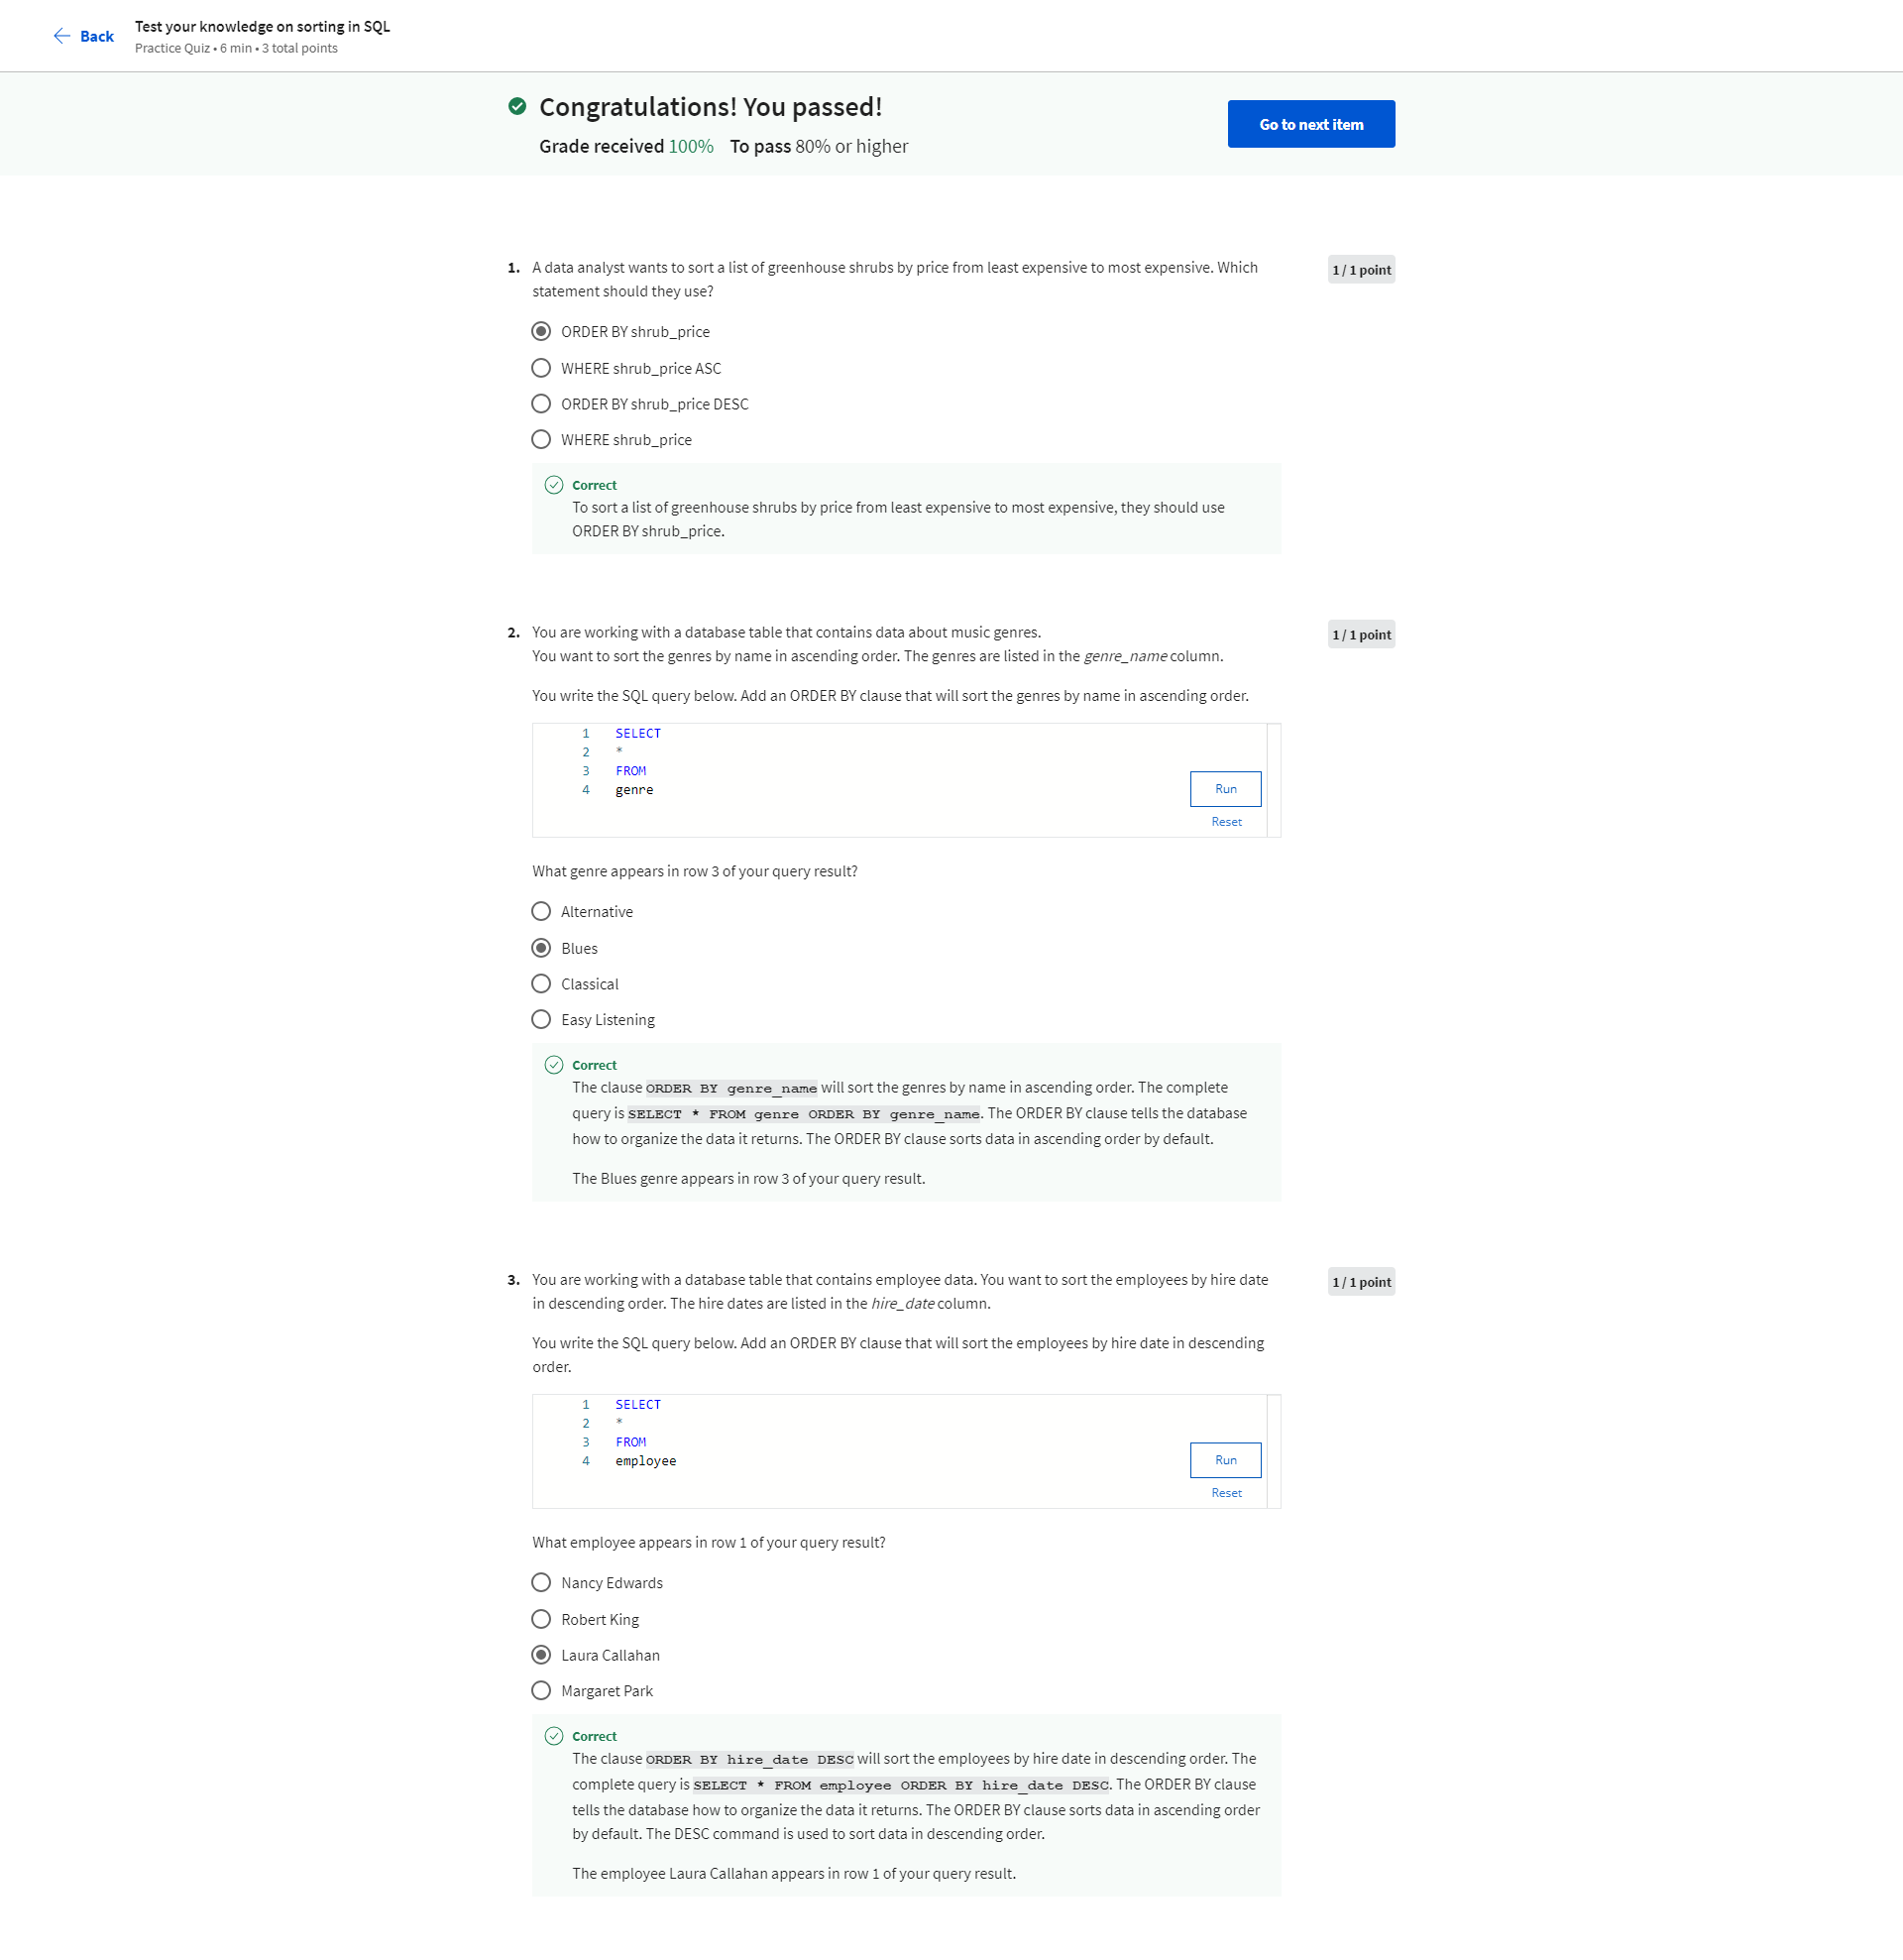 Back
Test your knowledge on sorting in SQL
Practice Quiz • 6 min • 3 total points
Congratulations! You passed!
Grade received 100% To pass 80% or higher
Go to next item
1. A data analyst wants to sort a list of greenhouse shrubs by price from least expensive to most expensive. Which
statement should they use?
1 / 1 point
ORDER BY shrub_price
WHERE shrub_price ASC
ORDER BY shrub_price DESC
WHERE shrub_price
Correct
To sort a list of greenhouse shrubs by price from least expensive to most expensive, they should use
ORDER BY shrub_price.
2. You are working with a database table that contains data about music genres.
1 / 1 point
You want to sort the genres by name in ascending order. The genres are listed in the genre_name column.
You write the SQL query below. Add an ORDER BY clause that will sort the genres by name in ascending order.
1 SELECT
2 *
3 FROM
4 genre
Run
Reset
What genre appears in row 3 of your query result?
Alternative
Blues
Classical
Easy Listening
Correct
The clause ORDER BY genre_name will sort the genres by name in ascending order. The complete
query is SELECT * FROM genre ORDER BY genre_name. The ORDER BY clause tells the database
how to organize the data it returns. The ORDER BY clause sorts data in ascending order by default.
The Blues genre appears in row 3 of your query result.
3. You are working with a database table that contains employee data. You want to sort the employees by hire date
1 / 1 point
in descending order. The hire dates are listed in the hire_date column.
You write the SQL query below. Add an ORDER BY clause that will sort the employees by hire date in descending
order.
1 SELECT
2 *
3 FROM
4 employee
Run
Reset
What employee appears in row 1 of your query result?
Nancy Edwards
Robert King
Laura Callahan
Margaret Park
Correct
The clause ORDER BY hire_date DESC will sort the employees by hire date in descending order. The
complete query is SELECT * FROM employee ORDER BY hire_date DESC. The ORDER BY clause
tells the database how to organize the data it returns. The ORDER BY clause sorts data in ascending order
by default. The DESC command is used to sort data in descending order.
The employee Laura Callahan appears in row 1 of your query result.